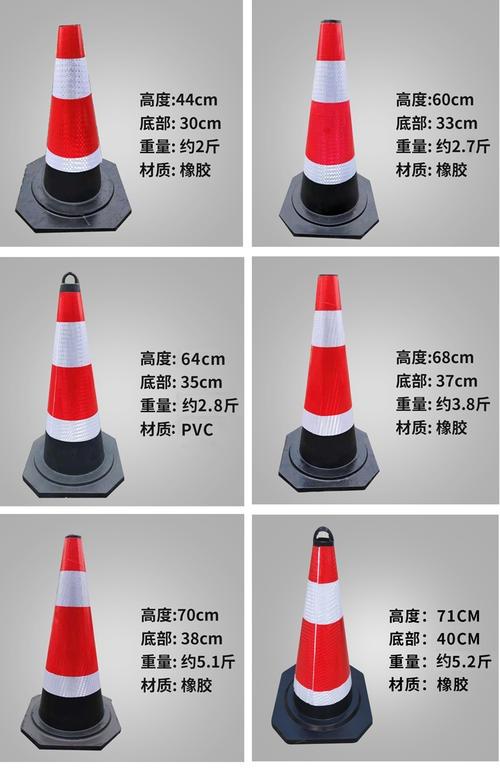 高度:44cm
底部: 30cm
重量: 约2斤
材质: 橡胶
高度:60cm
底部: 33cm
重量: 约2.7斤
材质: 橡胶
高度: 64cm
底部: 35cm
重量: 约2.8斤
材质: PVC
高度:68cm
底部: 37cm
重量: 约3.8斤
材质: 橡胶
高度:70cm
底部: 38cm
重量: 约5.1斤
材质: 橡胶
高度: 71CM
底部: 40CM
重量: 约5.2斤
材质: 橡胶